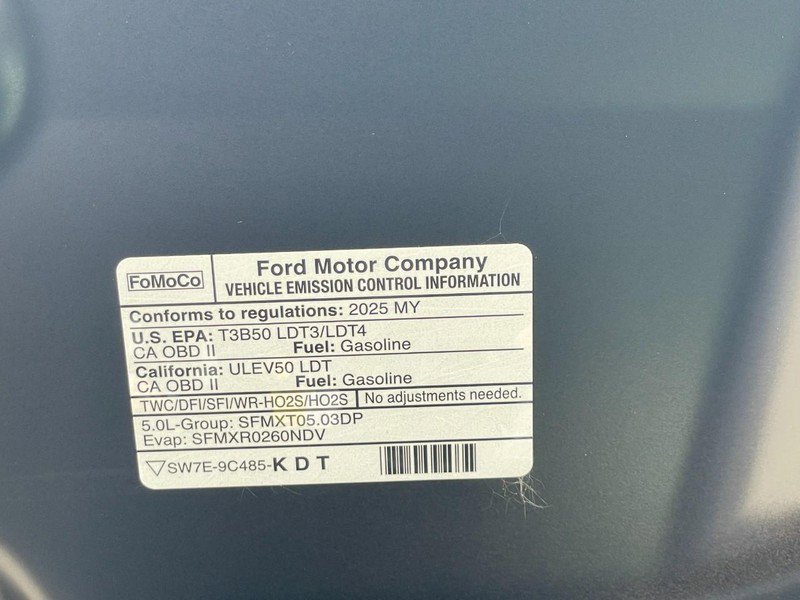 FoMoCo
Ford Motor Company
VEHICLE EMISSION CONTROL INFORMATION
Conforms to regulations: 2025 MY
U.S. EPA: T3B50 LDT3/LDT4
CA OBD II Fuel: Gasoline
California: ULEV50 LDT
CA OBD II Fuel: Gasoline
TWC/DFI/SFI/WR-HO2S/HO2S No adjustments needed.
5.0L-Group: SFMXT05.03DP
Evap: SFMXR0260NDV
SW7E-9C485-KDT